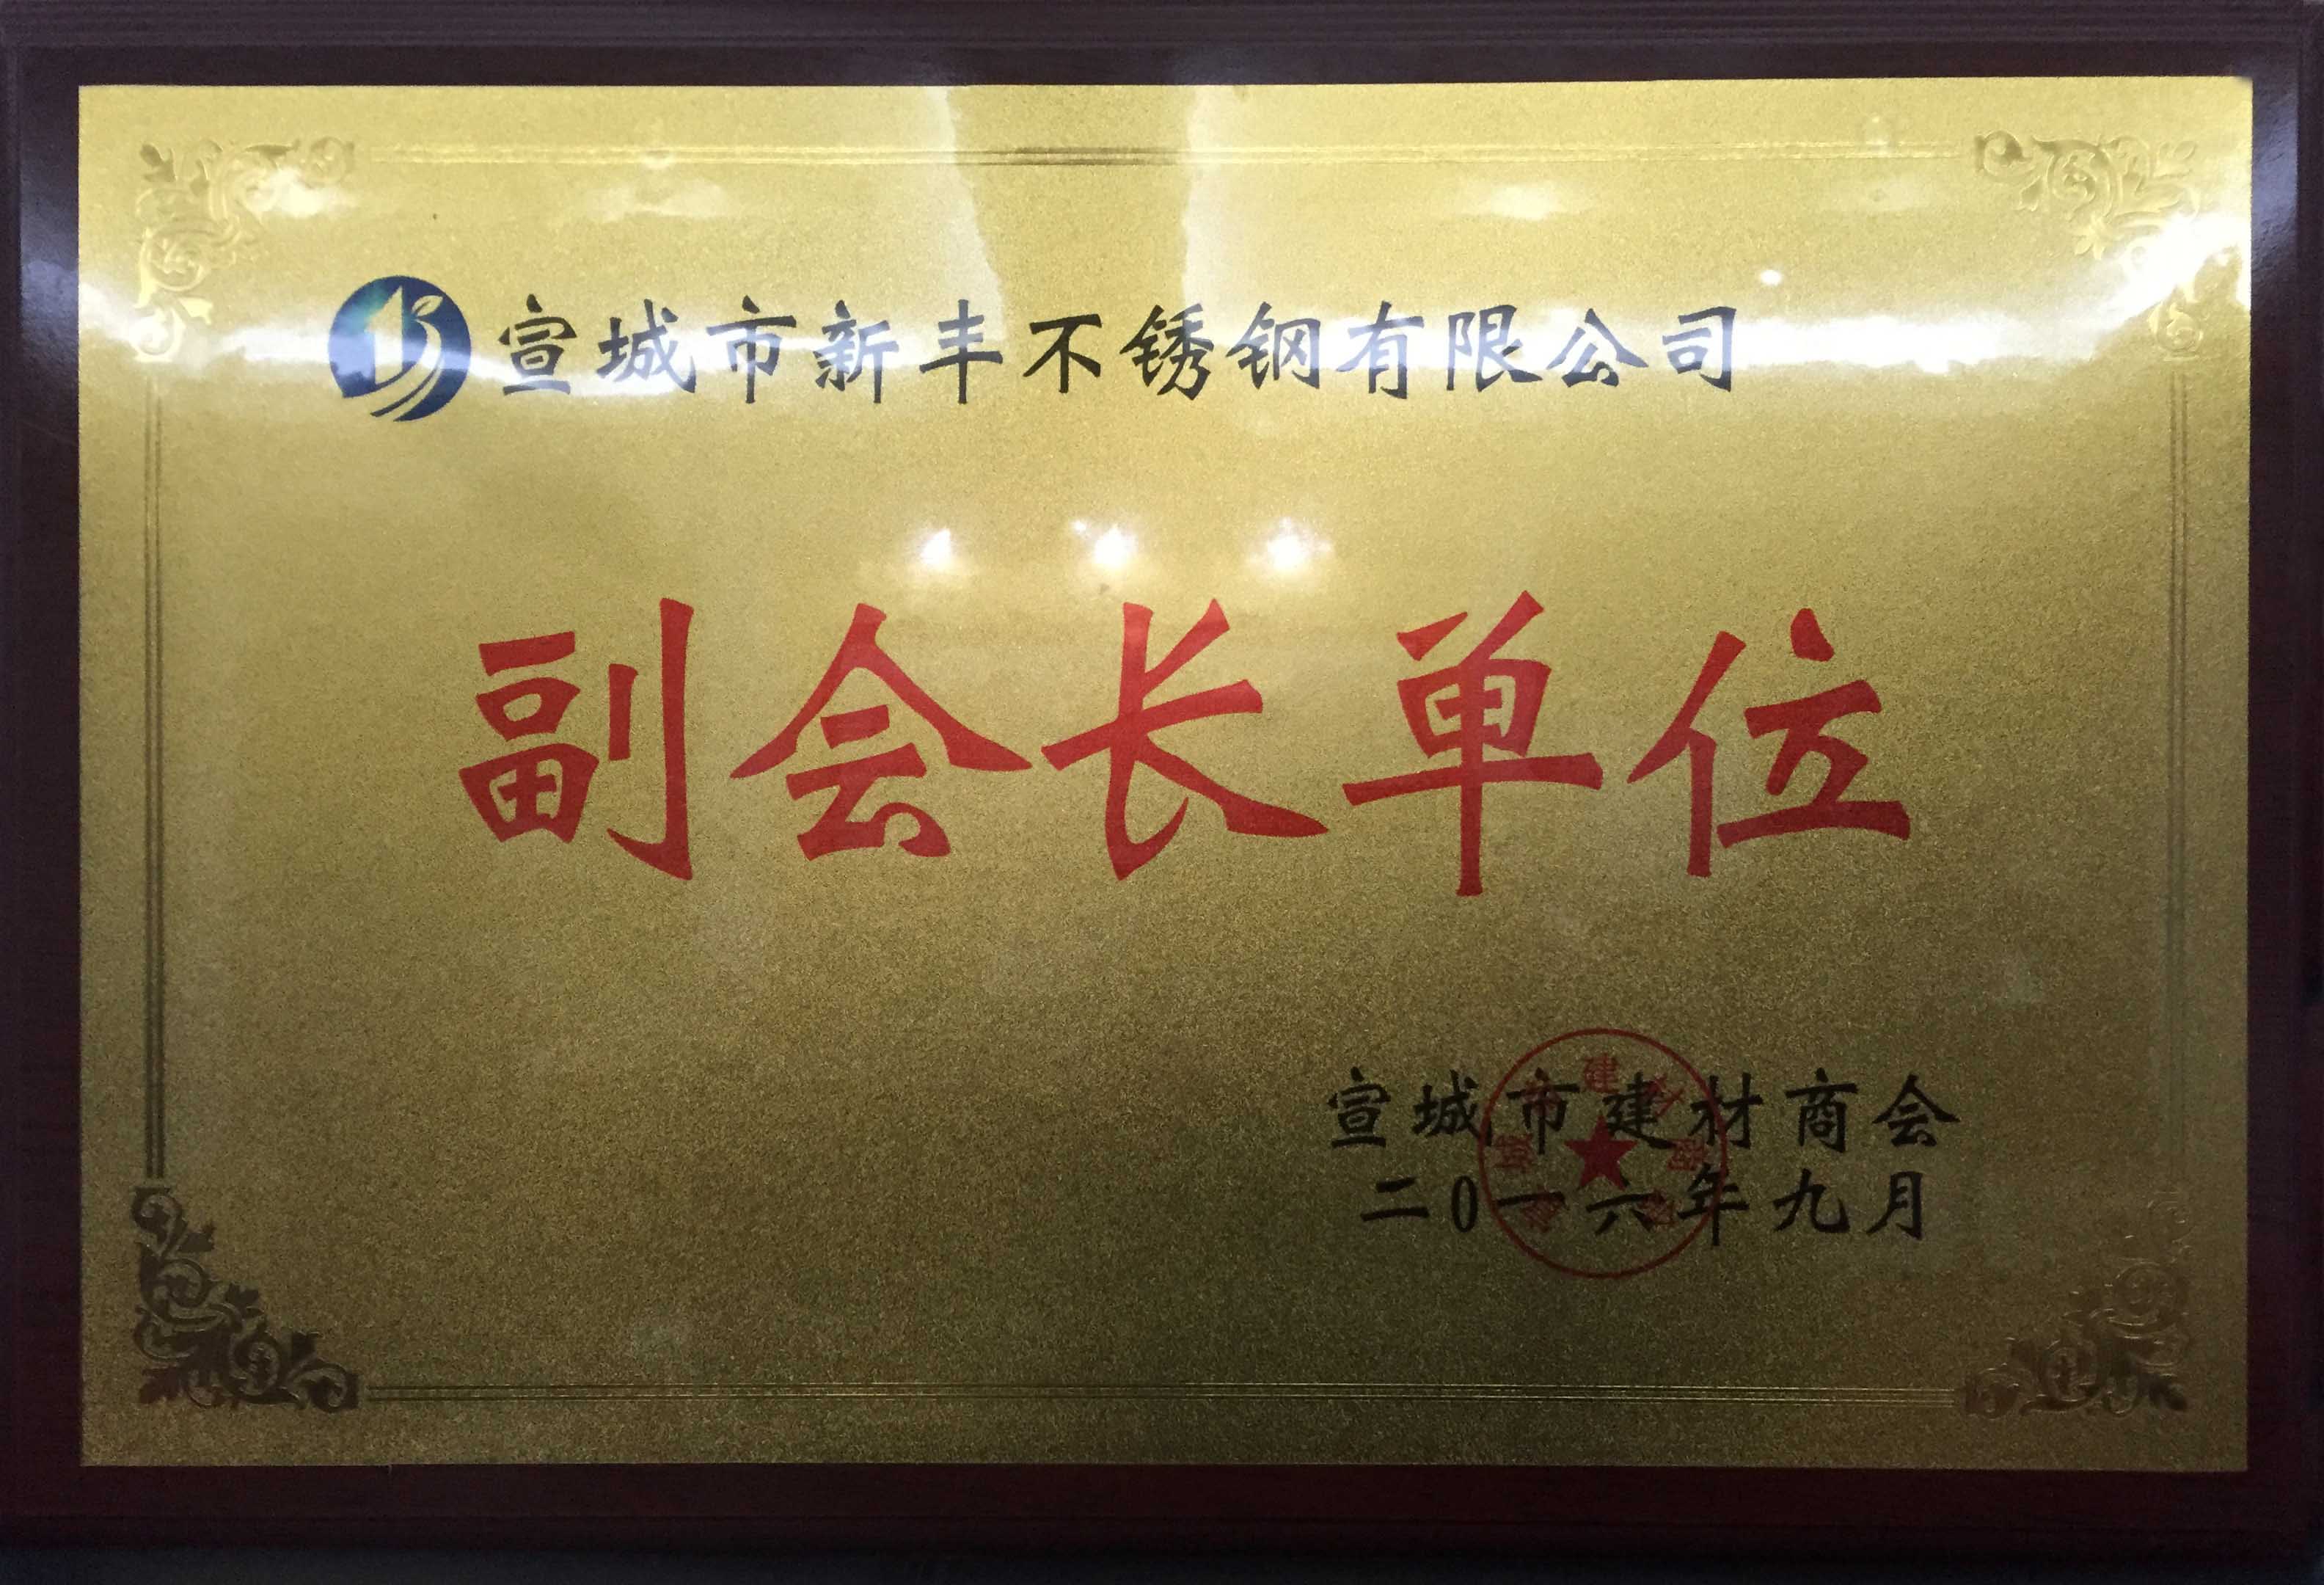 宣城市新丰不锈钢有限公司
副会长单位
宣城市建材商会
二0一六年九月